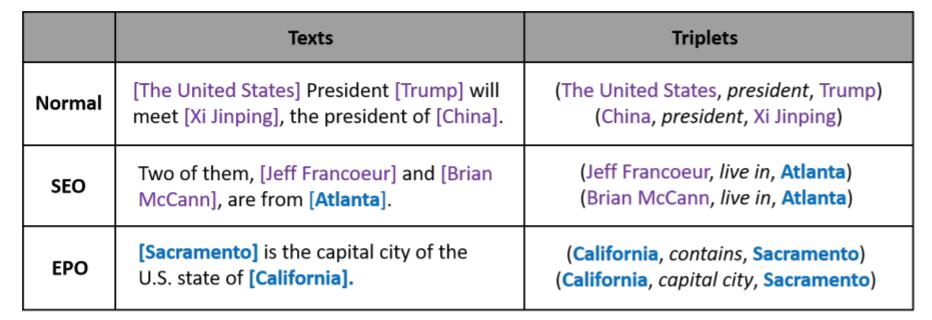 Texts Triplets
Normal
[The United States] President [Trump] will
meet [Xi Jinping], the president of [China].
(The United States, president, Trump)
(China, president, Xi Jinping)
SEO
Two of them, [Jeff Francoeur] and [Brian
McCann], are from [Atlanta].
(Jeff Francoeur, live in, Atlanta)
(Brian McCann, live in, Atlanta)
EPO
[Sacramento] is the capital city of the
U.S. state of [California].
(California, contains, Sacramento)
(California, capital city, Sacramento)